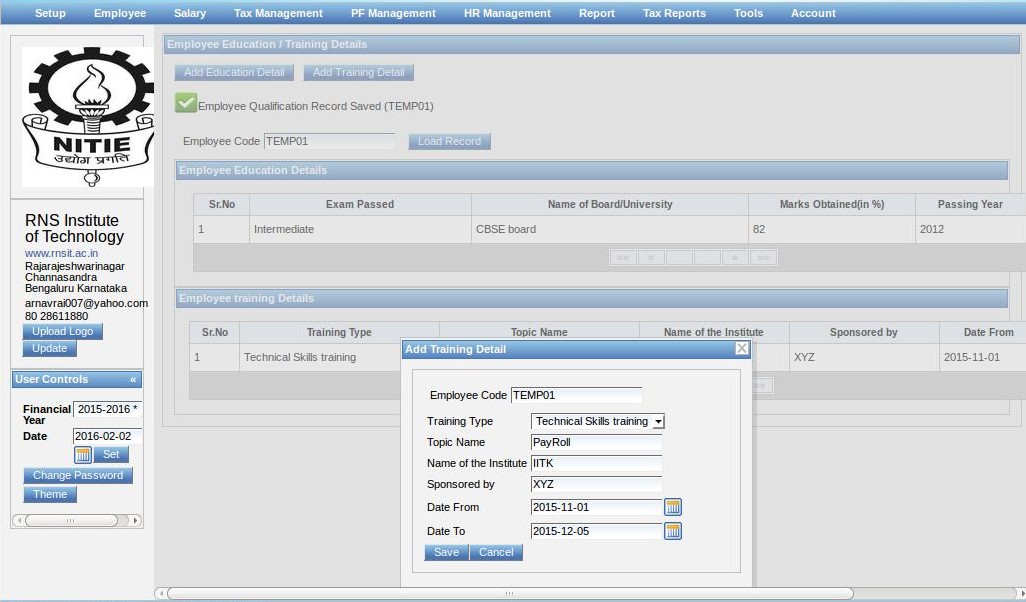 Setup Employee Salary Tax Management PF Management HR Management Report Tax Reports Tools Account
NITIE
उद्योग प्रगति
RNS Institute
of Technology
www.rnsit.ac.in
Rajarajeshwarinagar
Channasandra
Bengaluru Karnataka
arnavrai007@yahoo.com
80 28611880
Upload Logo
Update
User Controls «
Financial Year 2015-2016 *
Date 2016-02-02
Set
Change Password
Theme
Employee Education / Training Details
Add Education Detail Add Training Detail
Employee Qualification Record Saved (TEMP01)
Employee Code TEMP01 Load Record
Employee Education Details
Sr.No Exam Passed Name of Board/University Marks Obtained(in %) Passing Year
1 Intermediate CBSE board 82 2012
«« « » »»
Employee training Details
Sr.No Training Type Topic Name Name of the Institute Sponsored by Date From
1 Technical Skills training XYZ 2015-11-01
»»
Add Training Detail
Employee Code TEMP01
Training Type Technical Skills training
Topic Name PayRoll
Name of the Institute IITK
Sponsored by XYZ
Date From 2015-11-01
Date To 2015-12-05
Save Cancel